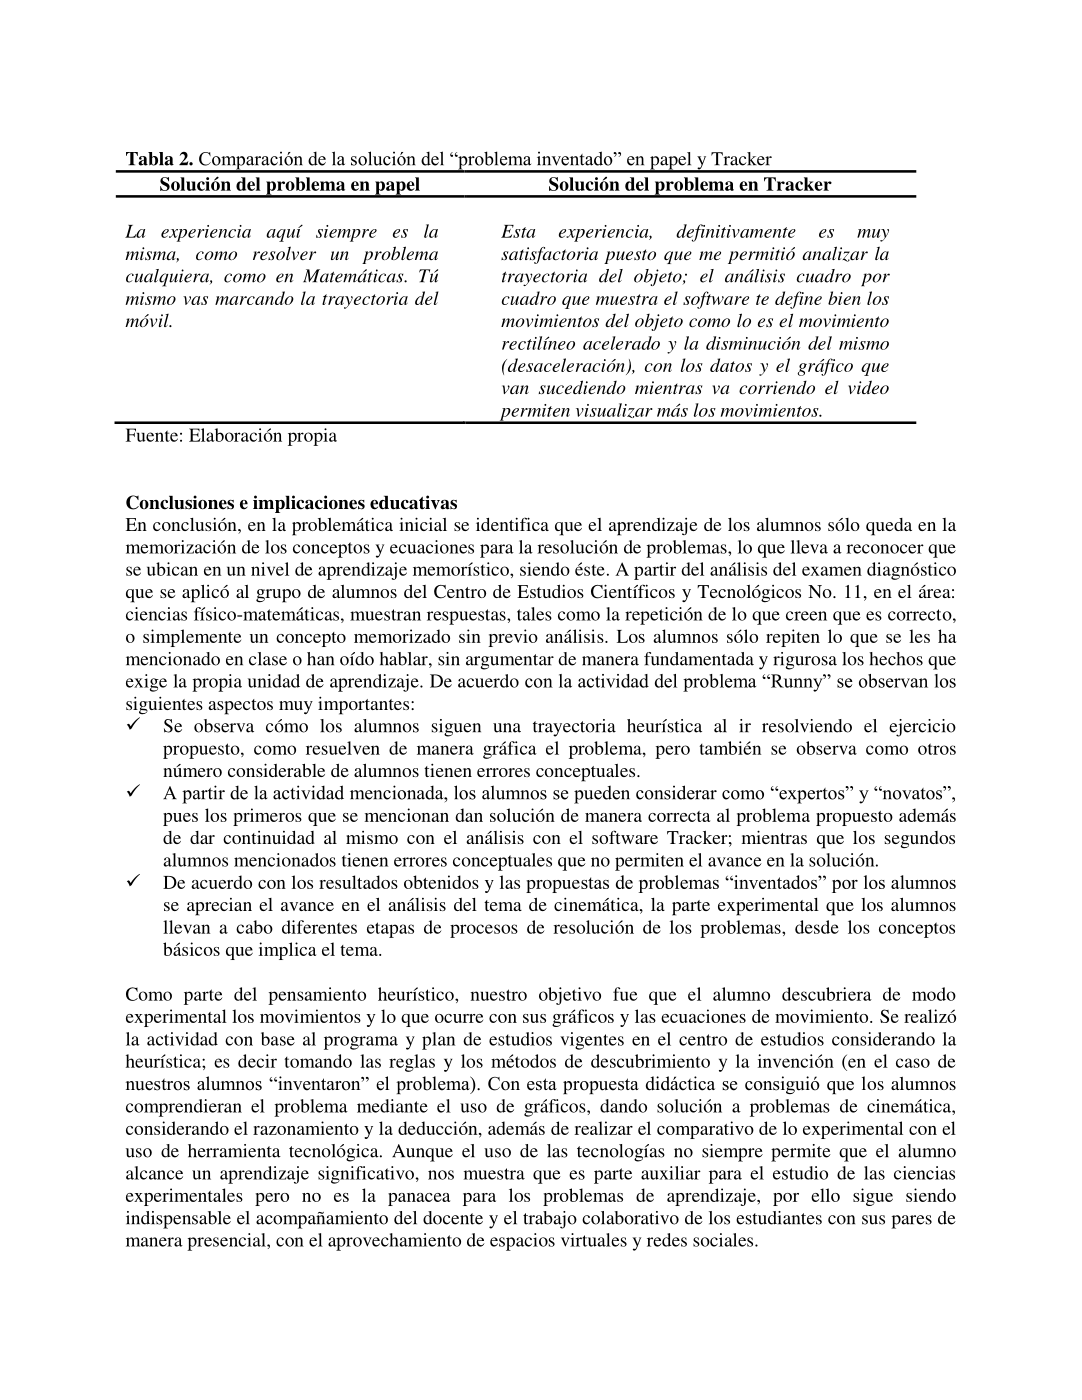 Tabla 2. Comparación de la solución del “problema inventado” en papel y Tracker
Solución del problema en papel
Solución del problema en Tracker
La experiencia aquí siempre es la
misma, como resolver un problema
cualquiera, como en Matemáticas. Tú
mismo vas marcando la trayectoria del
móvil.
Esta experiencia, definitivamente es muy
satisfactoria puesto que me permitió analizar la
trayectoria del objeto; el análisis cuadro por
cuadro que muestra el software te define bien los
movimientos del objeto como lo es el movimiento
rectilíneo acelerado y la disminución del mismo
(desaceleración), con los datos y el gráfico que
van sucediendo mientras va corriendo el video
permiten visualizar más los movimientos.
Fuente: Elaboración propia
Conclusiones e implicaciones educativas
En conclusión, en la problemática inicial se identifica que el aprendizaje de los alumnos sólo queda en la
memorización de los conceptos y ecuaciones para la resolución de problemas, lo que lleva a reconocer que
se ubican en un nivel de aprendizaje memorístico, siendo éste. A partir del análisis del examen diagnóstico
que se aplicó al grupo de alumnos del Centro de Estudios Científicos y Tecnológicos No. 11, en el área:
ciencias físico-matemáticas, muestran respuestas, tales como la repetición de lo que creen que es correcto,
o simplemente un concepto memorizado sin previo análisis. Los alumnos sólo repiten lo que se les ha
mencionado en clase o han oído hablar, sin argumentar de manera fundamentada y rigurosa los hechos que
exige la propia unidad de aprendizaje. De acuerdo con la actividad del problema “Runny” se observan los
siguientes aspectos muy importantes:
✓ Se observa cómo los alumnos siguen una trayectoria heurística al ir resolviendo el ejercicio
propuesto, como resuelven de manera gráfica el problema, pero también se observa como otros
número considerable de alumnos tienen errores conceptuales.
✓ A partir de la actividad mencionada, los alumnos se pueden considerar como “expertos” y “novatos”,
pues los primeros que se mencionan dan solución de manera correcta al problema propuesto además
de dar continuidad al mismo con el análisis con el software Tracker; mientras que los segundos
alumnos mencionados tienen errores conceptuales que no permiten el avance en la solución.
✓ De acuerdo con los resultados obtenidos y las propuestas de problemas “inventados” por los alumnos
se aprecian el avance en el análisis del tema de cinemática, la parte experimental que los alumnos
llevan a cabo diferentes etapas de procesos de resolución de los problemas, desde los conceptos
básicos que implica el tema.
Como parte del pensamiento heurístico, nuestro objetivo fue que el alumno descubriera de modo
experimental los movimientos y lo que ocurre con sus gráficos y las ecuaciones de movimiento. Se realizó
la actividad con base al programa y plan de estudios vigentes en el centro de estudios considerando la
heurística; es decir tomando las reglas y los métodos de descubrimiento y la invención (en el caso de
nuestros alumnos “inventaron” el problema). Con esta propuesta didáctica se consiguió que los alumnos
comprendieran el problema mediante el uso de gráficos, dando solución a problemas de cinemática,
considerando el razonamiento y la deducción, además de realizar el comparativo de lo experimental con el
uso de herramienta tecnológica. Aunque el uso de las tecnologías no siempre permite que el alumno
alcance un aprendizaje significativo, nos muestra que es parte auxiliar para el estudio de las ciencias
experimentales pero no es la panacea para los problemas de aprendizaje, por ello sigue siendo
indispensable el acompañamiento del docente y el trabajo colaborativo de los estudiantes con sus pares de
manera presencial, con el aprovechamiento de espacios virtuales y redes sociales.